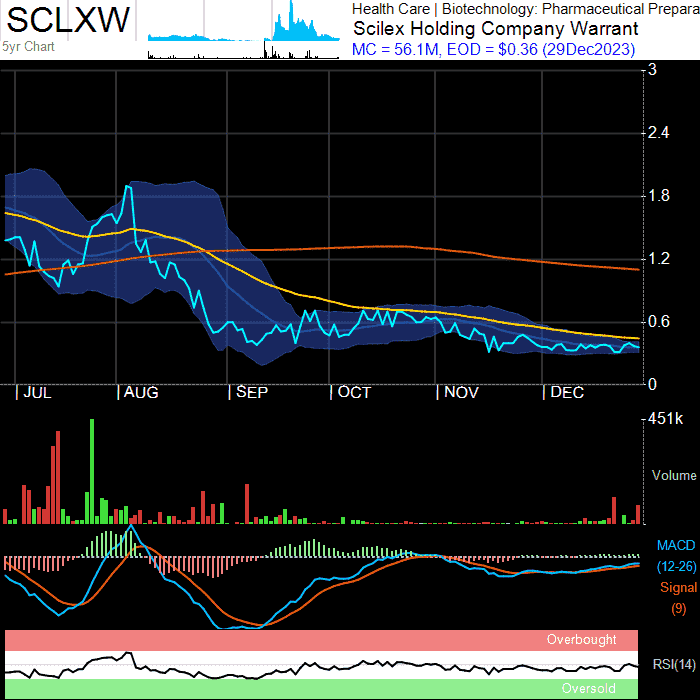 SCLXW
5yr Chart
Health Care | Biotechnology: Pharmaceutical Prepara
Scilex Holding Company Warrant
MC = 56.1M, EOD = $0.36 (29Dec2023)
3
2.4
1.8
1.2
0.6
0
JUL AUG SEP OCT NOV DEC
451k
Volume
MACD
(12-26)
Signal
(9)
Overbought
RSI(14)
Oversold